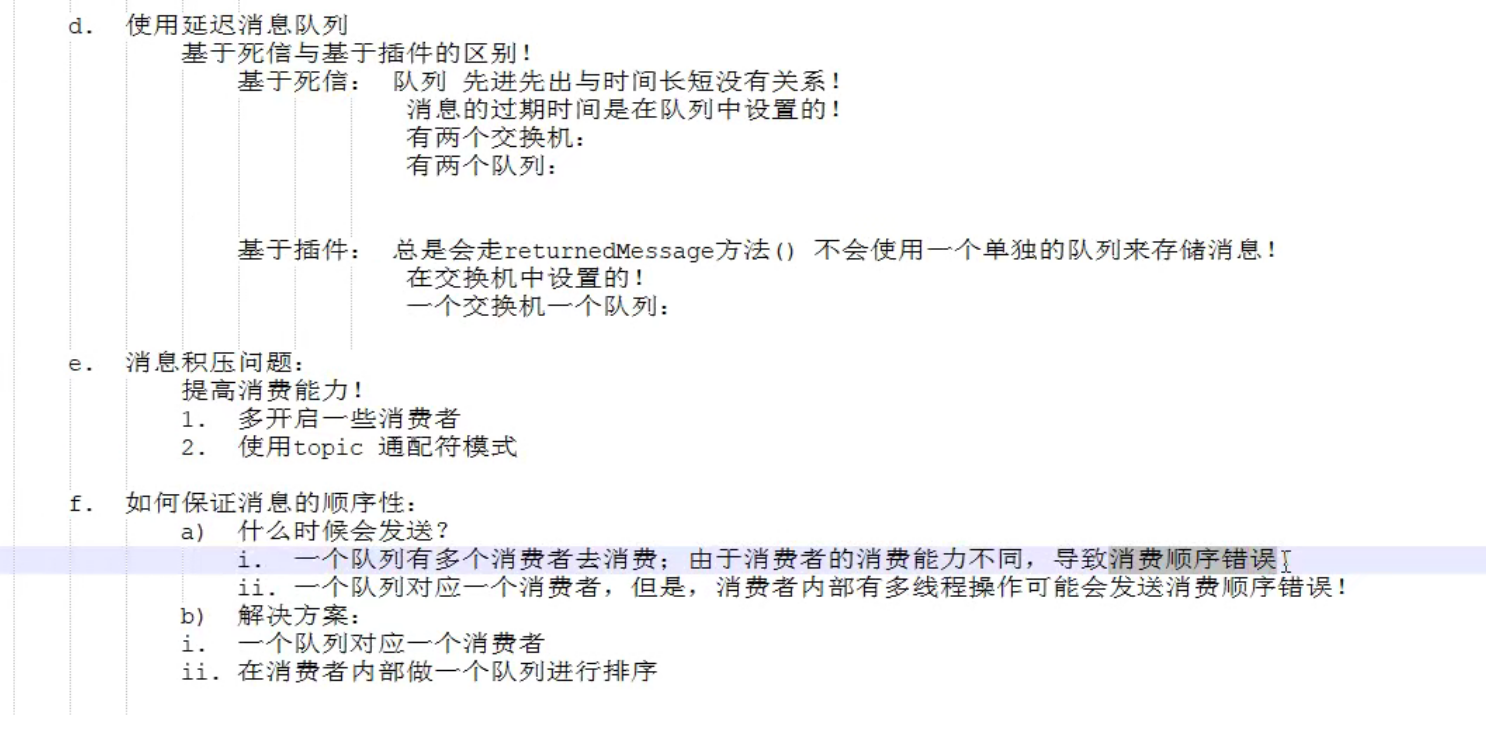 d. 使用延迟消息队列
基于死信与基于插件的区别！
基于死信： 队列 先进先出与时间长短没有关系！
消息的过期时间是在队列中设置的！
有两个交换机：
有两个队列：
基于插件： 总是会走returnedMessage方法() 不会使用一个单独的队列来存储消息！
在交换机中设置的！
一个交换机一个队列：
e. 消息积压问题：
提高消费能力！
1. 多开启一些消费者
2. 使用topic 通配符模式
f. 如何保证消息的顺序性：
a) 什么时候会发送？
i. 一个队列有多个消费者去消费；由于消费者的消费能力不同，导致消费顺序错误
ii. 一个队列对应一个消费者，但是，消费者内部有多线程操作可能会发送消费顺序错误！
b) 解决方案：
i. 一个队列对应一个消费者
ii. 在消费者内部做一个队列进行排序